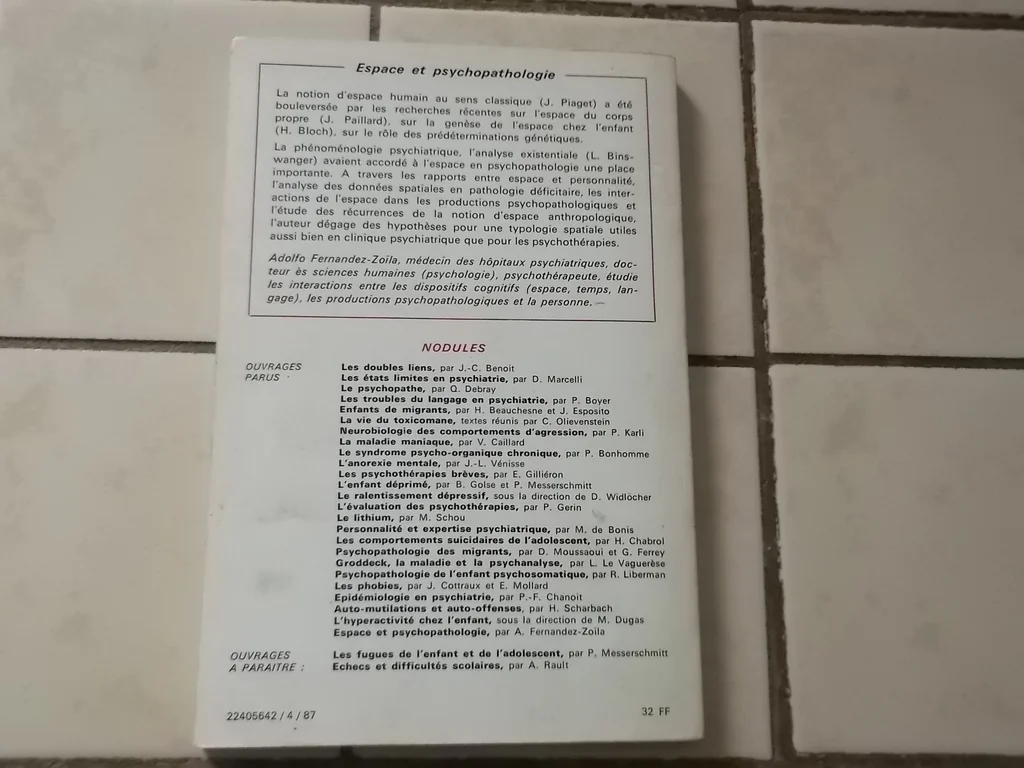 Espace et psychopathologie
La notion d'espace humain au sens classique (J. Piaget) a été
bouleversée par les recherches récentes sur l'espace du corps
propre (J. Paillard), sur la genèse de l'espace chez l'enfant
(H. Bloch), sur le rôle des prédéterminations génétiques.
La phénoménologie psychiatrique, l'analyse existentielle (L. Bins-
wanger) avaient accordé à l'espace en psychopathologie une place
importante. A travers les rapports entre espace et personnalité,
l'analyse des données spatiales en pathologie déficitaire, les inter-
actions de l'espace dans les productions psychopathologiques et
l'étude des récurrences de la notion d'espace anthropologique,
l'auteur dégage des hypothèses pour une typologie spatiale utiles
aussi bien en clinique psychiatrique que pour les psychothérapies.
Adolfo Fernandez-Zoïla, médecin des hôpitaux psychiatriques, doc-
teur ès sciences humaines (psychologie), psychothérapeute, étudie
les interactions entre les dispositifs cognitifs (espace, temps, lan-
gage), les productions psychopathologiques et la personne.
NODULES
OUVRAGES
PARUS
Les doubles liens, par J.-C. Benoit
Les états limites en psychiatrie, par D. Marcelli
Le psychopathe, par Q. Debray
Les troubles du langage en psychiatrie, par P. Boyer
Enfants de migrants, par H. Beauchesne et J. Esposito
La vie du toxicomane, textes réunis par C. Olievenstein
Neurobiologie des comportements d'agression, par P. Karli
La maladie maniaque, par V. Caillard
Le syndrome psycho-organique chronique, par P. Bonhomme
L'anorexie mentale, par J.-L. Vénisse
Les psychothérapies brèves, par E. Gilliéron
L'enfant déprimé, par B. Golse et P. Messerschmitt
Le ralentissement dépressif, sous la direction de D. Widlöcher
L'évaluation des psychothérapies, par P. Gerin
Le lithium, par M. Schou
Personnalité et expertise psychiatrique, par M. de Bonis
Les comportements suicidaires de l'adolescent, par H. Chabrol
Psychopathologie des migrants, par D. Moussaoui et G. Ferrey
Groddeck, la maladie et la psychanalyse, par L. Le Vaguerèse
Psychopathologie de l'enfant psychosomatique, par R. Liberman
Les phobies, par J. Cottraux et E. Mollard
Epidémiologie en psychiatrie, par P.-F. Chanoit
Auto-mutilations et auto-offenses, par H. Scharbach
L'hyperactivité chez l'enfant, sous la direction de M. Dugas
Espace et psychopathologie, par A. Fernandez-Zoïla
OUVRAGES
A PARAITRE :
Les fugues de l'enfant et de l'adolescent, par P. Messerschmitt
Echecs et difficultés scolaires, par A. Rault
22405642 / 4 / 87
32 FF